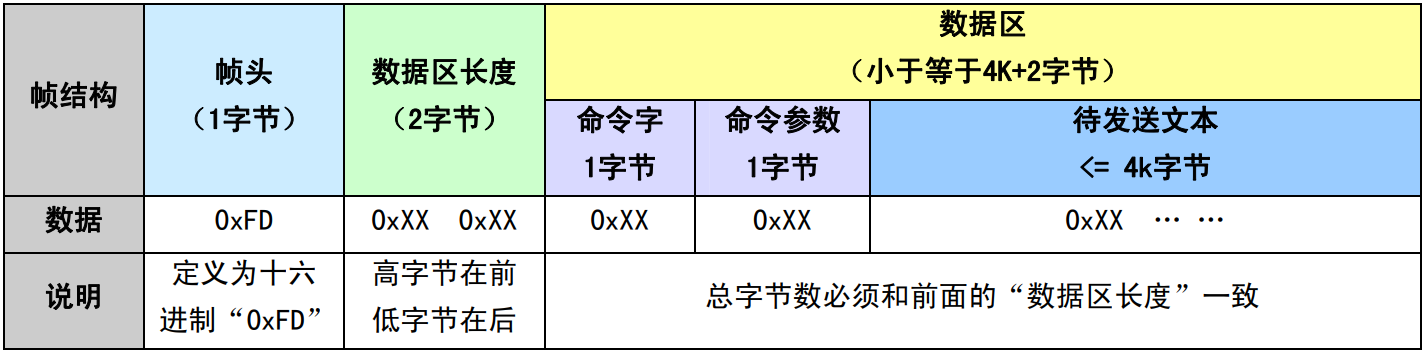 帧结构
帧头
（1字节）
数据区长度
（2字节）
数据区
（小于等于4K+2字节）
命令字
1字节
命令参数
1字节
待发送文本
<= 4k字节
数据
0xFD
0xXX 0xXX
0xXX
0xXX
0xXX … …
说明
定义为十六
进制“0xFD”
高字节在前
低字节在后
总字节数必须和前面的“数据区长度”一致